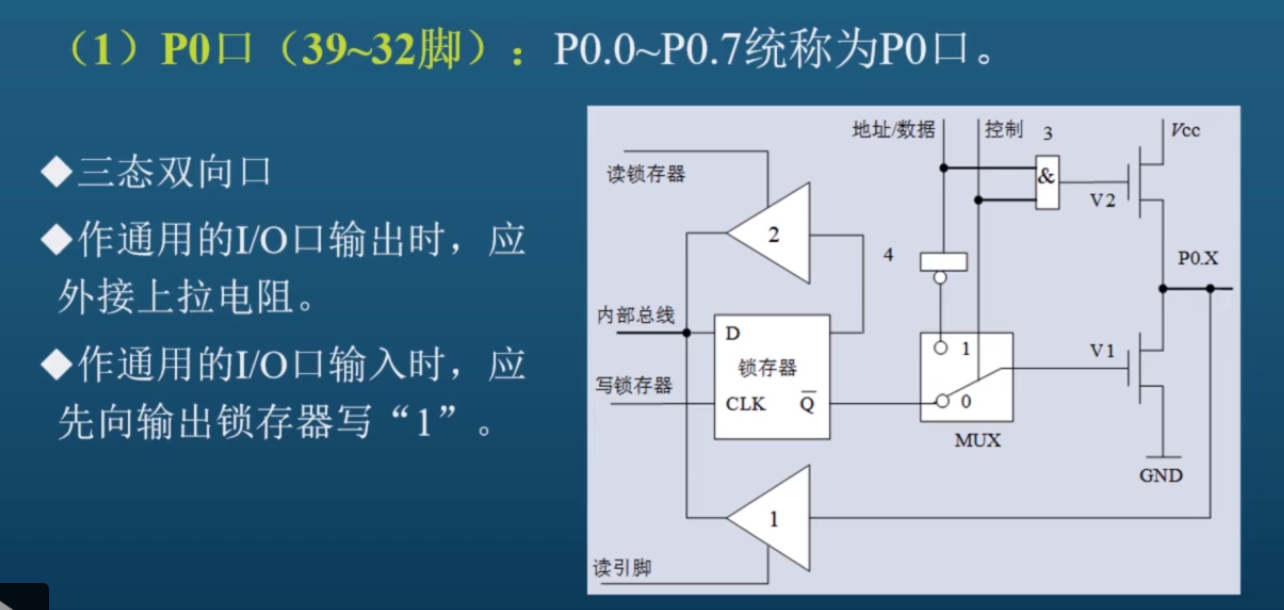 （1）P0口（39~32脚）：P0.0~P0.7统称为P0口。
◆三态双向口
◆作通用的I/O口输出时，应
外接上拉电阻。
◆作通用的I/O口输入时，应
先向输出锁存器写“1”。
地址/数据
控制
3
Vcc
读锁存器
&
V2
2
4
P0.X
内部总线
D
1
V1
锁存器
写锁存器
CLK
Q̅
0
MUX
GND
1
读引脚